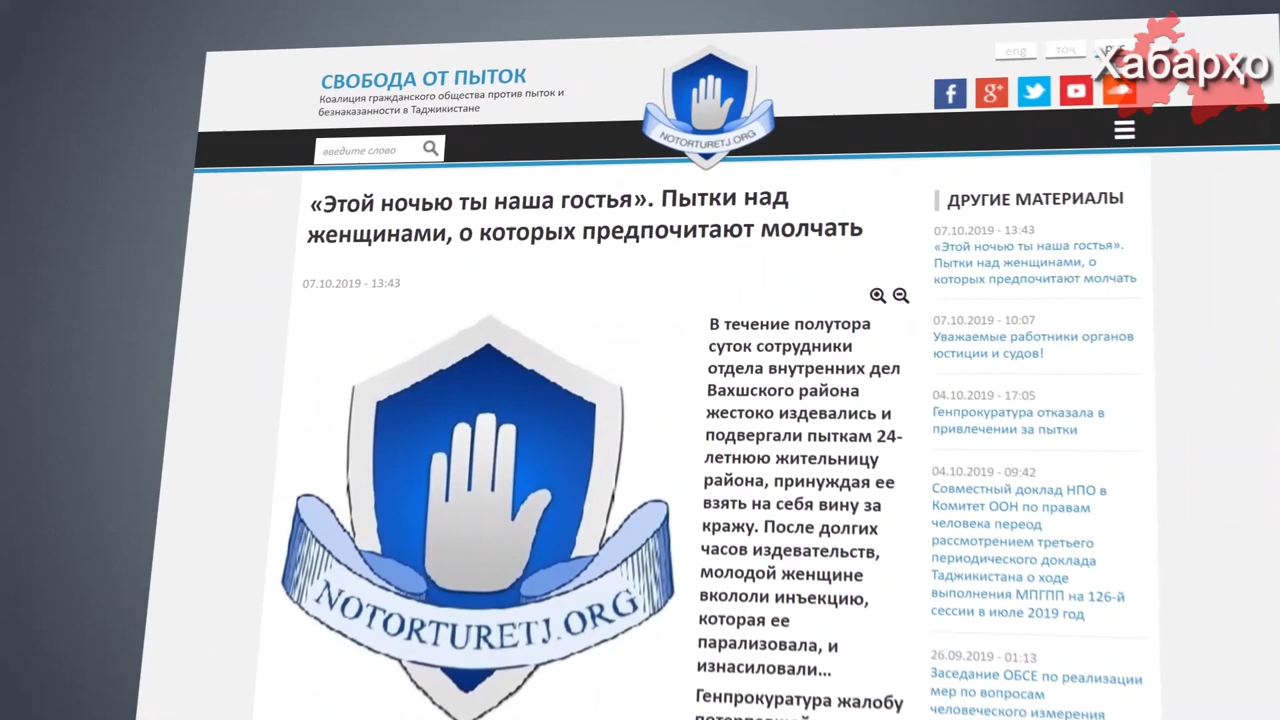 Хабарҳо
eng
тоҷ
СВОБОДА ОТ ПЫТОК
Коалиция гражданского общества против пыток и
безнаказанности в Таджикистане
NOTORTURETJ.ORG
введите слово
«Этой ночью ты наша гостья». Пытки над
женщинами, о которых предпочитают молчать
07.10.2019 - 13:43
NOTORTURETJ.ORG
В течение полутора
суток сотрудники
отдела внутренних дел
Вахшского района
жестоко издевались и
подвергали пыткам 24-
летнюю жительницу
района, принуждая ее
взять на себя вину за
кражу. После долгих
часов издевательств,
молодой женщине
вкололи инъекцию,
которая ее
парализовала, и
изнасиловали...
Генпрокуратура жалобу
потерпевшей
ДРУГИЕ МАТЕРИАЛЫ
07.10.2019 - 13:43
«Этой ночью ты наша гостья».
Пытки над женщинами, о
которых предпочитают молчать
07.10.2019 - 10:07
Уважаемые работники органов
юстиции и судов!
04.10.2019 - 17:05
Генпрокуратура отказала в
привлечении за пытки
04.10.2019 - 09:42
Совместный доклад НПО в
Комитет ООН по правам
человека переод
рассмотрением третьего
периодического доклада
Таджикистана о ходе
выполнения МПГПП на 126-й
сессии в июле 2019 год
26.09.2019 - 01:13
Заседание ОБСЕ по реализации
мер по вопросам
человеческого измерения